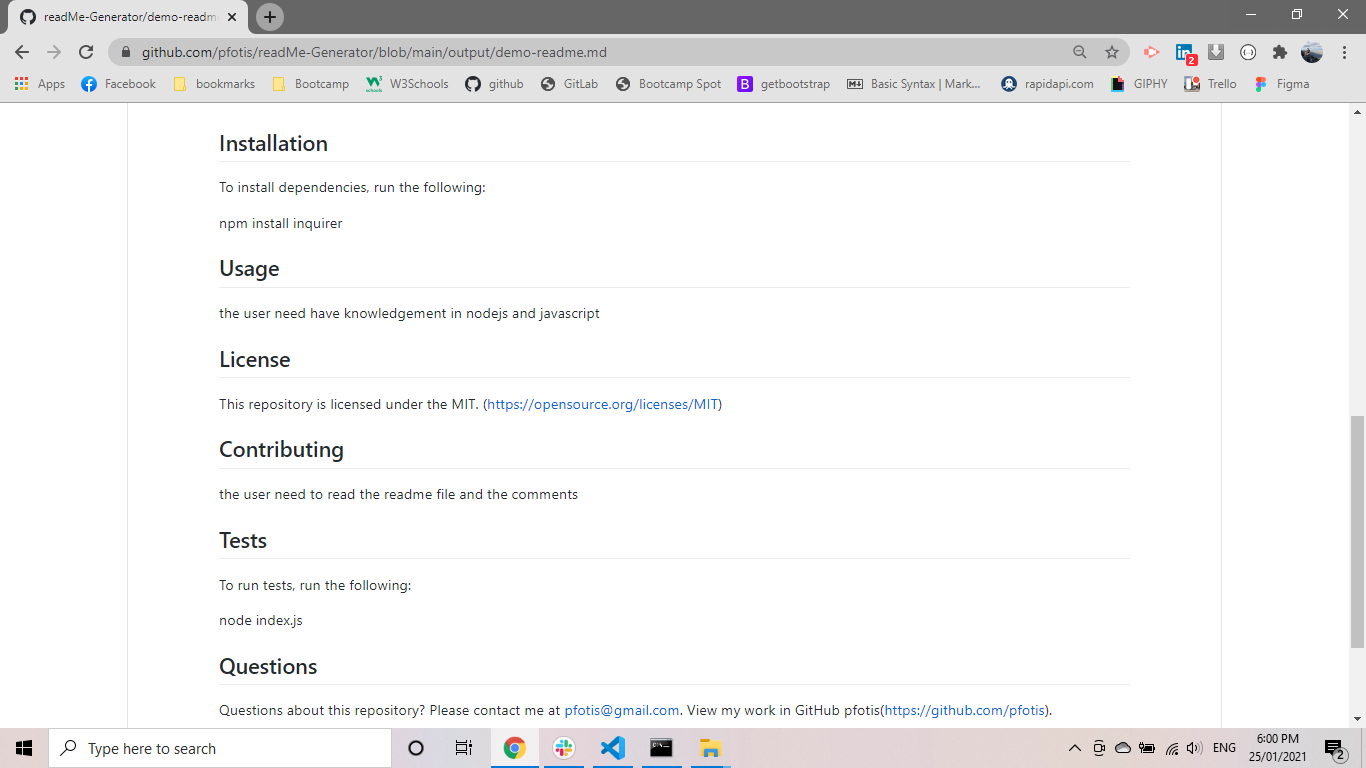 readMe-Generator/demo-readm
github.com/pfotis/readMe-Generator/blob/main/output/demo-readme.md
2
Apps Facebook bookmarks Bootcamp W3Schools github GitLab Bootcamp Spot getbootstrap Basic Syntax | Mark... rapidapi.com GIPHY Trello Figma
Installation
To install dependencies, run the following:
npm install inquirer
Usage
the user need have knowledgement in nodejs and javascript
License
This repository is licensed under the MIT. (https://opensource.org/licenses/MIT)
Contributing
the user need to read the readme file and the comments
Tests
To run tests, run the following:
node index.js
Questions
Questions about this repository? Please contact me at pfotis@gmail.com. View my work in GitHub pfotis(https://github.com/pfotis).
Type here to search
ENG
6:00 PM
25/01/2021
2